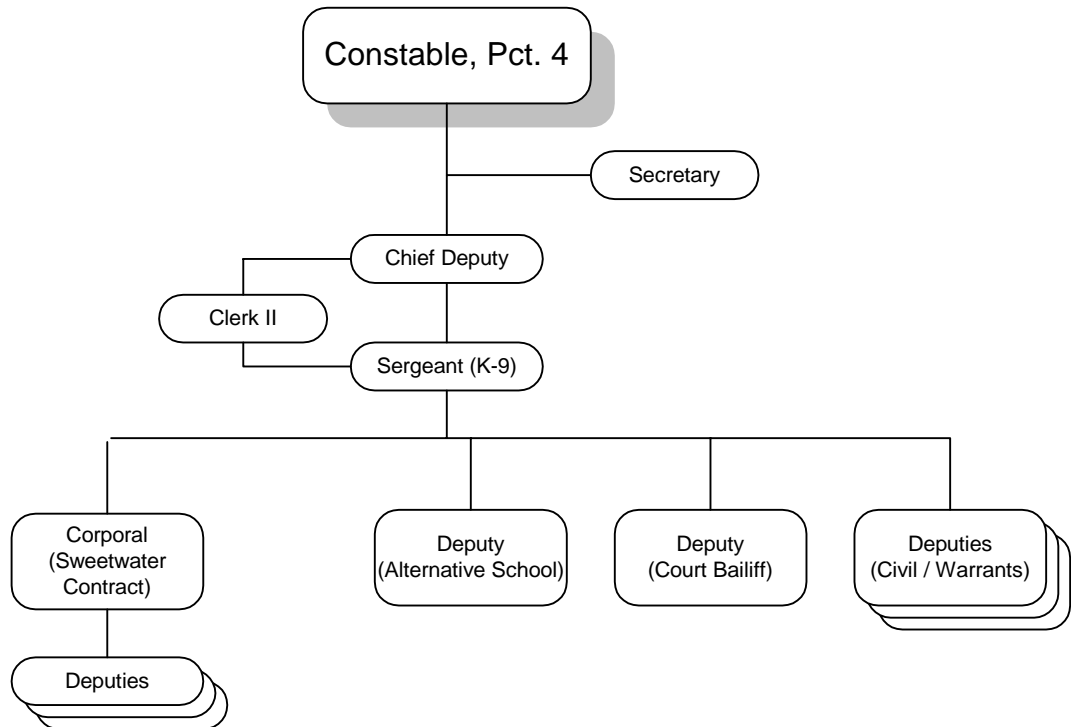 Constable, Pct. 4
Secretary
Chief Deputy
Clerk II
Sergeant (K-9)
Corporal
(Sweetwater
Contract)
Deputy
(Alternative School)
Deputy
(Court Bailiff)
Deputies
(Civil / Warrants)
Deputies